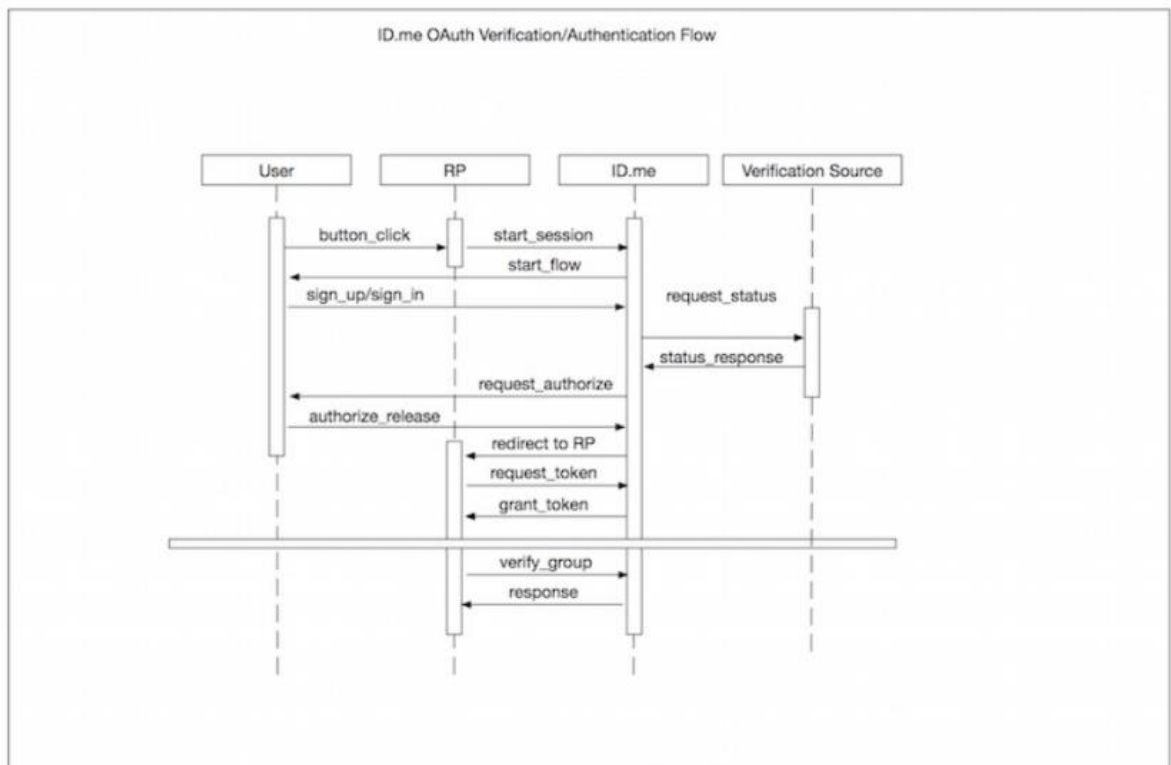 ID.me OAuth Verification/Authentication Flow
User
RP
ID.me
Verification Source
button_click
start_session
start_flow
sign_up/sign_in
request_status
status_response
request_authorize
authorize_release
redirect to RP
request_token
grant_token
verify_group
response